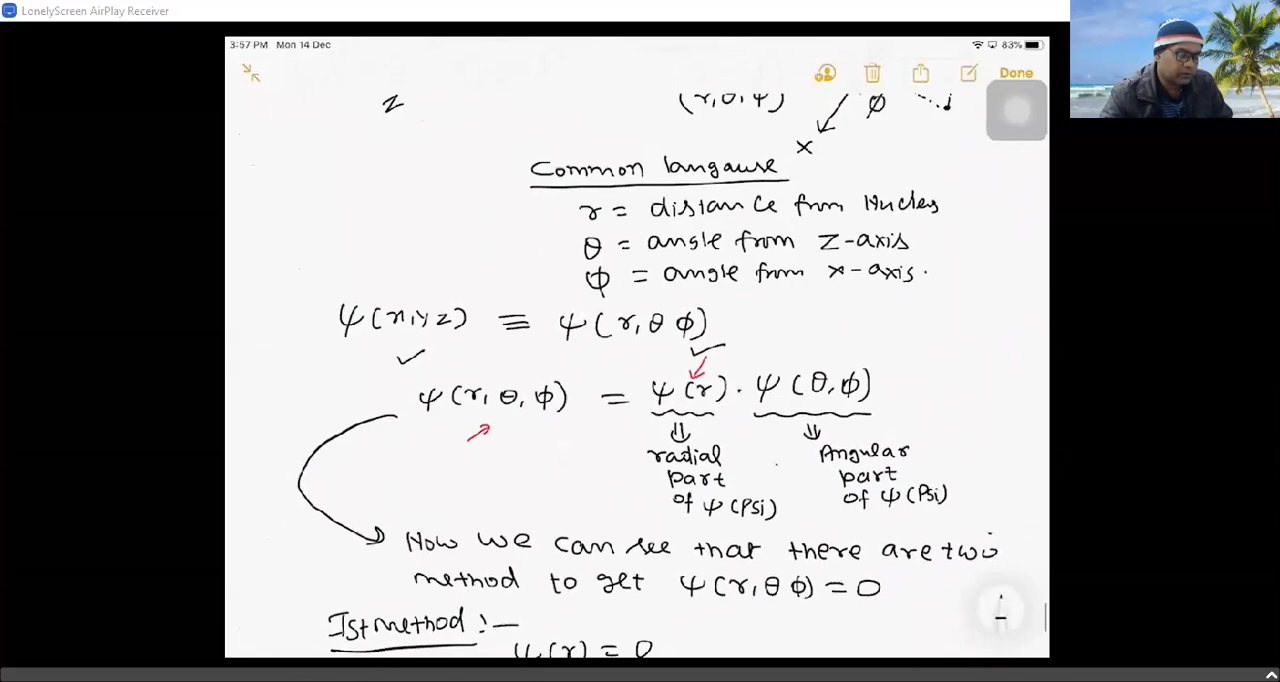 LonelyScreen AirPlay Receiver
3:57 PM Mon 14 Dec
83%
Done
Z (r, θ, ψ) φ
x
Common langause
r = distance from Nucles
θ = angle from Z-axis
φ = angle from x-axis.
ψ(x,y,z) ≡ ψ(r, θ φ)
ψ(r, θ, φ) = ψ(r) · ψ(θ, φ)
radial part of ψ (Psi)
Angular part of ψ (Psi)
Now we can see that there are two
method to get ψ(r, θ φ) = 0
Ist method :—
ψ(r) = 0